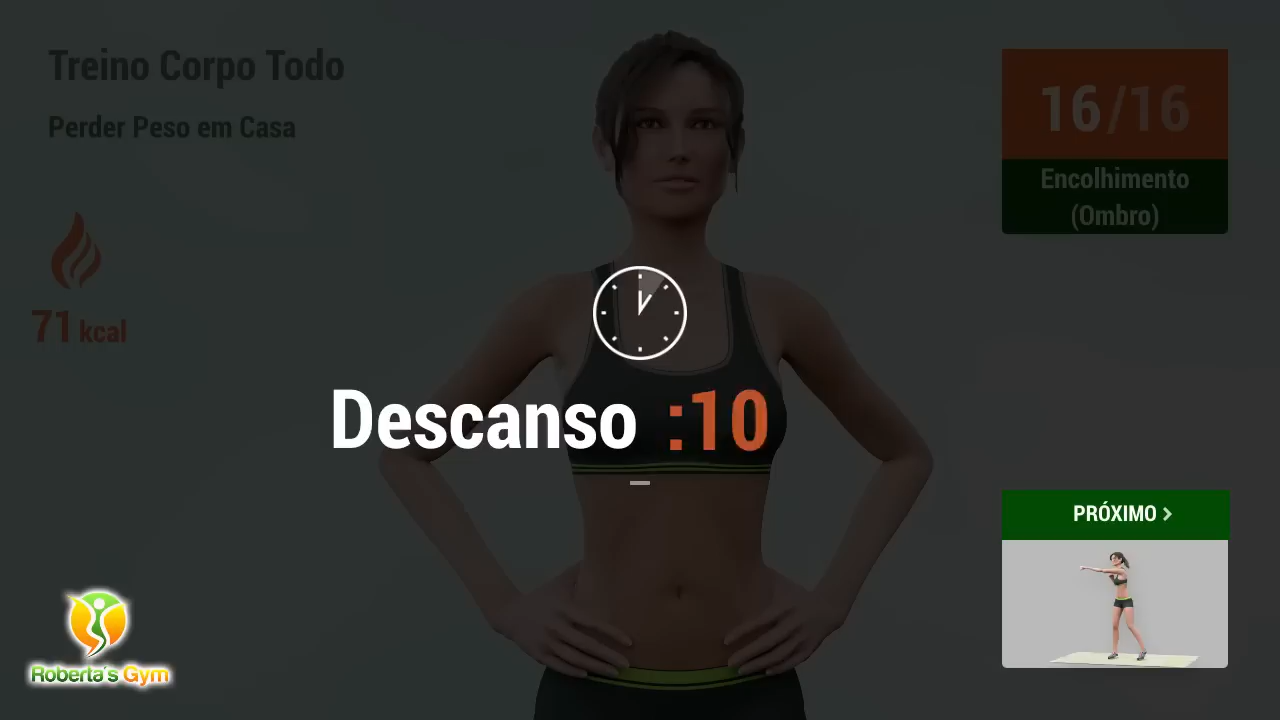 Treino Corpo Todo
Perder Peso em Casa
16/16
Encolhimento
(Ombro)
71 kcal
Descanso :10
PRÓXIMO >
Roberta´s Gym